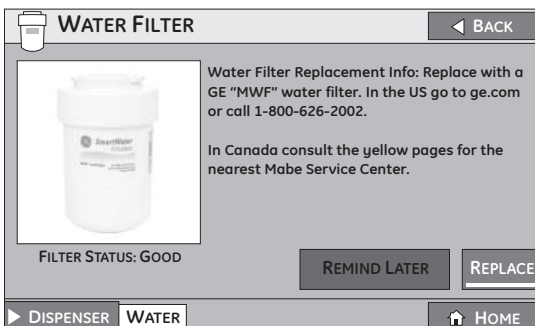 WATER FILTER
BACK
Water Filter Replacement Info: Replace with a
GE “MWF” water filter. In the US go to ge.com
or call 1-800-626-2002.
In Canada consult the yellow pages for the
nearest Mabe Service Center.
SmartWater
FILTER STATUS: GOOD
REMIND LATER
REPLACE
DISPENSER
WATER
HOME